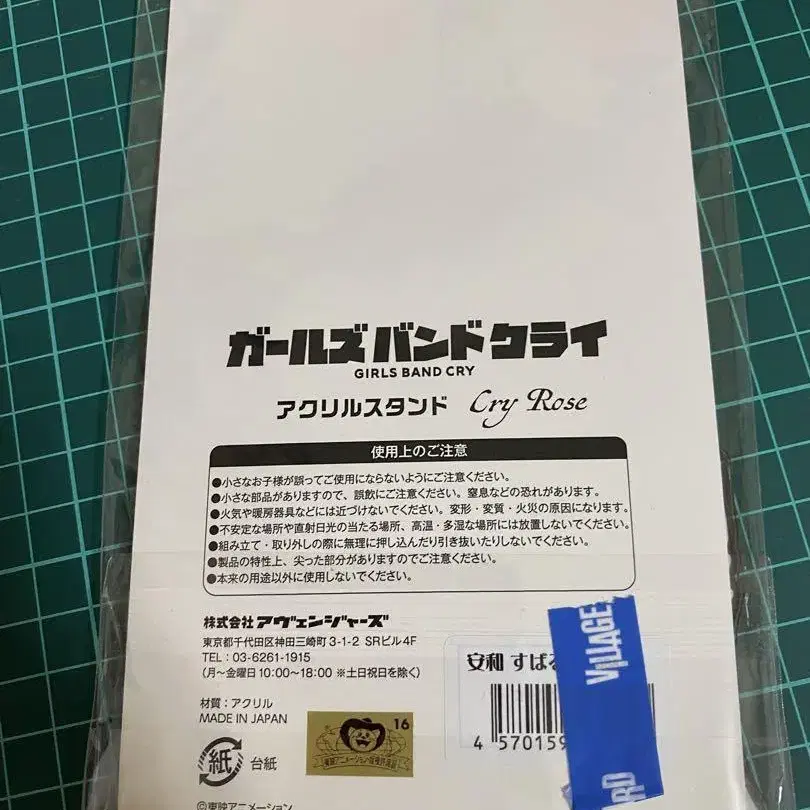 ガールズバンドクライ
GIRLS BAND CRY
アクリルスタンド Cry Rose
使用上のご注意
●小さなお子様が誤ってご使用にならないようにご注意ください。
●小さな部品がありますので、誤飲にご注意ください。窒息などの恐れがあります。
●火気や暖房器具などには近づけないでください。変形・変質・火災の原因になります。
●不安定な場所や直射日光の当たる場所、高温・多湿な場所には放置しないでください。
●組み立て・取り外しの際に無理に押し込んだり引き抜いたりしないでください。
●製品の特性上、尖った部分がありますのでご注意ください。
●本来の用途以外に使用しないでください。
株式会社 アヴェンジャーズ
東京都千代田区神田三崎町3-1-2 SRビル4F
TEL : 03-6261-1915
(月~金曜日10:00~18:00 ※土日祝日を除く)
材質 : アクリル
MADE IN JAPAN
紙 台紙
16
©東映アニメーション
安和 すばる
4 57015
VILLAGE